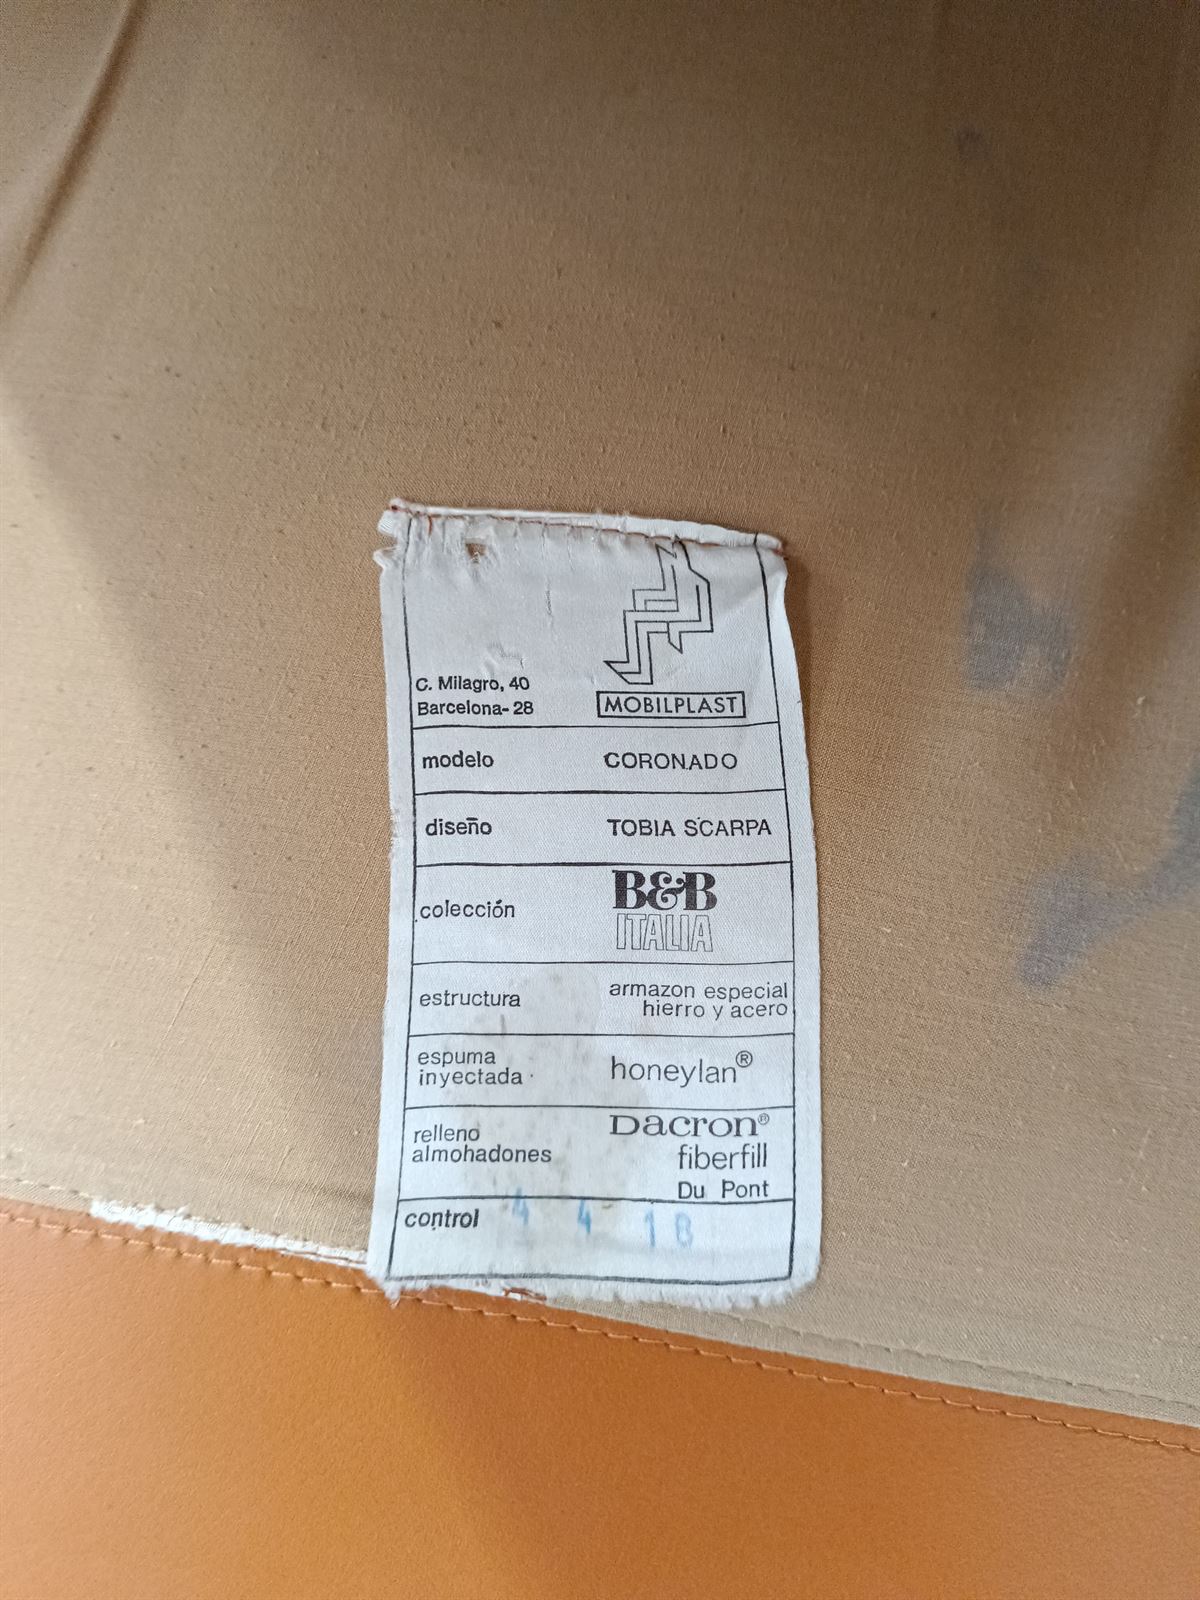 C. Milagro, 40
Barcelona- 28
MOBILPLAST
modelo CORONADO
diseño TOBIA SCARPA
colección B&B
ITALIA
estructura armazon especial
hierro y acero
espuma
inyectada honeylan®
relleno
almohadones Dacron®
fiberfill
Du Pont
control 4 4 18